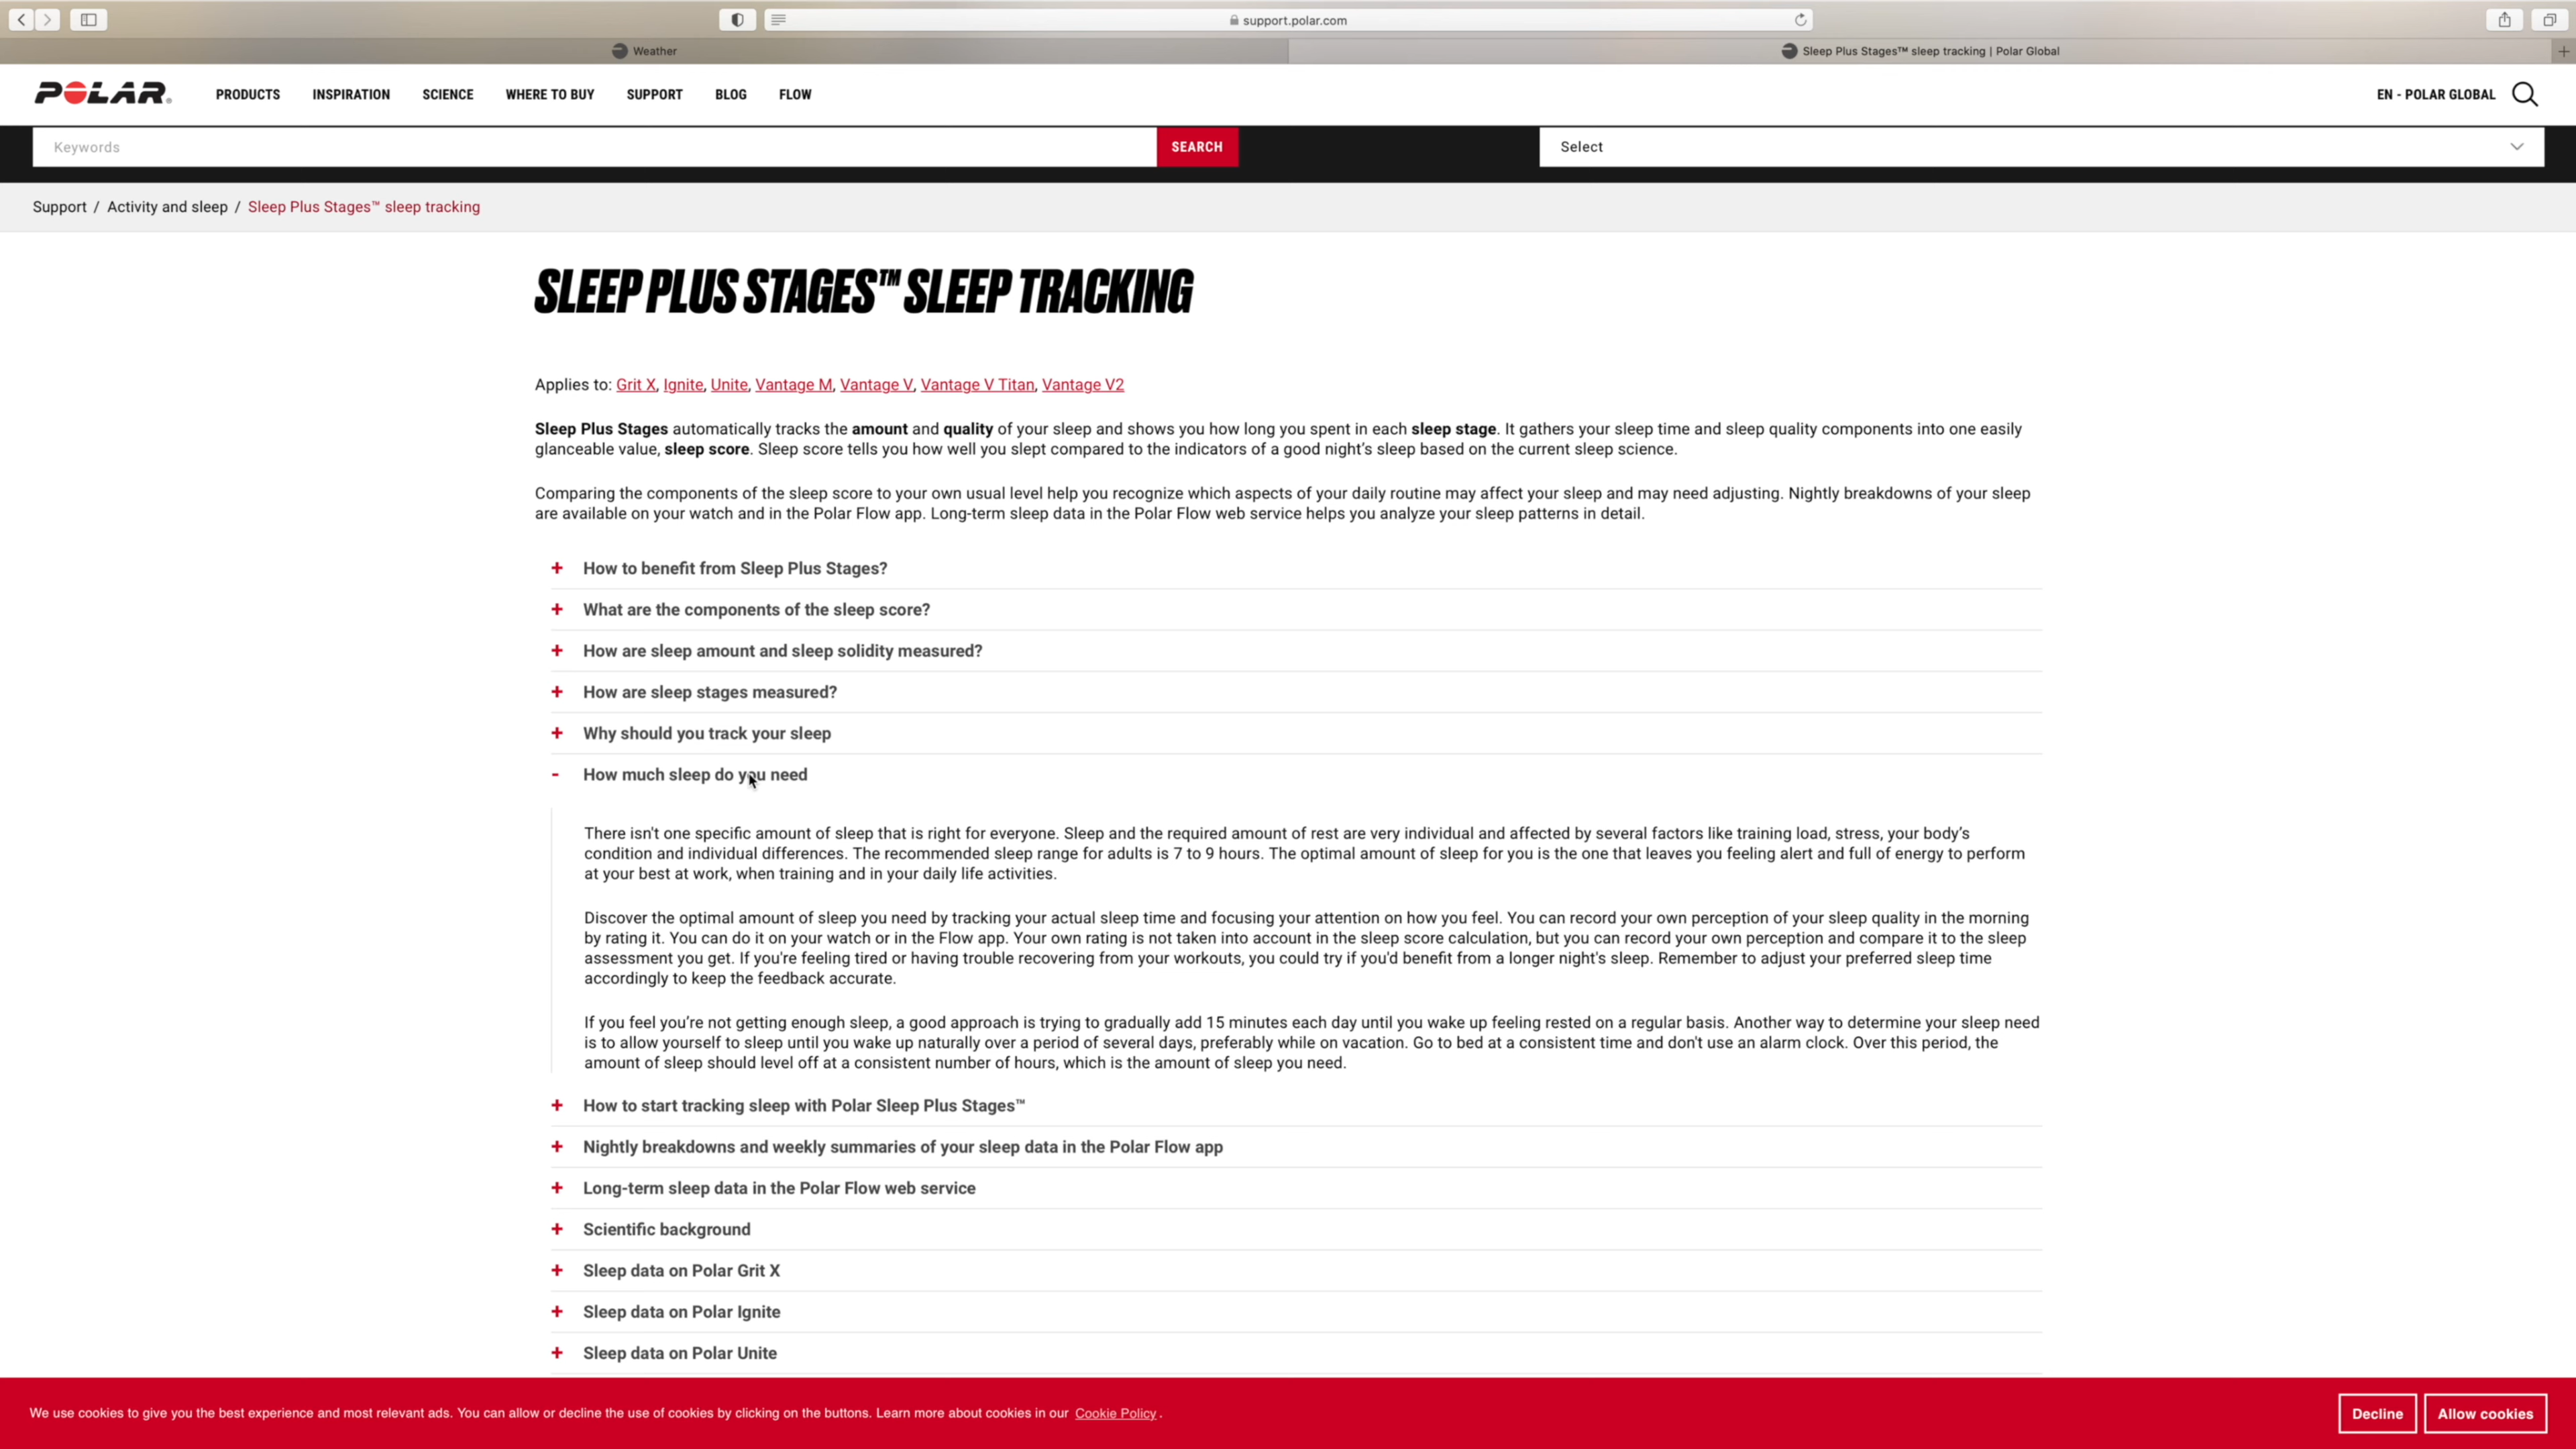 support.polar.com
Weather
Sleep Plus Stages™ sleep tracking | Polar Global
POLAR®
PRODUCTS INSPIRATION SCIENCE WHERE TO BUY SUPPORT BLOG FLOW
EN - POLAR GLOBAL
Keywords
SEARCH
Select
Support / Activity and sleep / Sleep Plus Stages™ sleep tracking
SLEEP PLUS STAGES™ SLEEP TRACKING
Applies to: Grit X, Ignite, Unite, Vantage M, Vantage V, Vantage V Titan, Vantage V2
Sleep Plus Stages automatically tracks the amount and quality of your sleep and shows you how long you spent in each sleep stage. It gathers your sleep time and sleep quality components into one easily
glanceable value, sleep score. Sleep score tells you how well you slept compared to the indicators of a good night’s sleep based on the current sleep science.
Comparing the components of the sleep score to your own usual level help you recognize which aspects of your daily routine may affect your sleep and may need adjusting. Nightly breakdowns of your sleep
are available on your watch and in the Polar Flow app. Long-term sleep data in the Polar Flow web service helps you analyze your sleep patterns in detail.
+ How to benefit from Sleep Plus Stages?
+ What are the components of the sleep score?
+ How are sleep amount and sleep solidity measured?
+ How are sleep stages measured?
+ Why should you track your sleep
- How much sleep do you need
There isn't one specific amount of sleep that is right for everyone. Sleep and the required amount of rest are very individual and affected by several factors like training load, stress, your body’s
condition and individual differences. The recommended sleep range for adults is 7 to 9 hours. The optimal amount of sleep for you is the one that leaves you feeling alert and full of energy to perform
at your best at work, when training and in your daily life activities.
Discover the optimal amount of sleep you need by tracking your actual sleep time and focusing your attention on how you feel. You can record your own perception of your sleep quality in the morning
by rating it. You can do it on your watch or in the Flow app. Your own rating is not taken into account in the sleep score calculation, but you can record your own perception and compare it to the sleep
assessment you get. If you're feeling tired or having trouble recovering from your workouts, you could try if you'd benefit from a longer night's sleep. Remember to adjust your preferred sleep time
accordingly to keep the feedback accurate.
If you feel you’re not getting enough sleep, a good approach is trying to gradually add 15 minutes each day until you wake up feeling rested on a regular basis. Another way to determine your sleep need
is to allow yourself to sleep until you wake up naturally over a period of several days, preferably while on vacation. Go to bed at a consistent time and don't use an alarm clock. Over this period, the
amount of sleep should level off at a consistent number of hours, which is the amount of sleep you need.
+ How to start tracking sleep with Polar Sleep Plus Stages™
+ Nightly breakdowns and weekly summaries of your sleep data in the Polar Flow app
+ Long-term sleep data in the Polar Flow web service
+ Scientific background
+ Sleep data on Polar Grit X
+ Sleep data on Polar Ignite
+ Sleep data on Polar Unite
We use cookies to give you the best experience and most relevant ads. You can allow or decline the use of cookies by clicking on the buttons. Learn more about cookies in our Cookie Policy.
Decline
Allow cookies